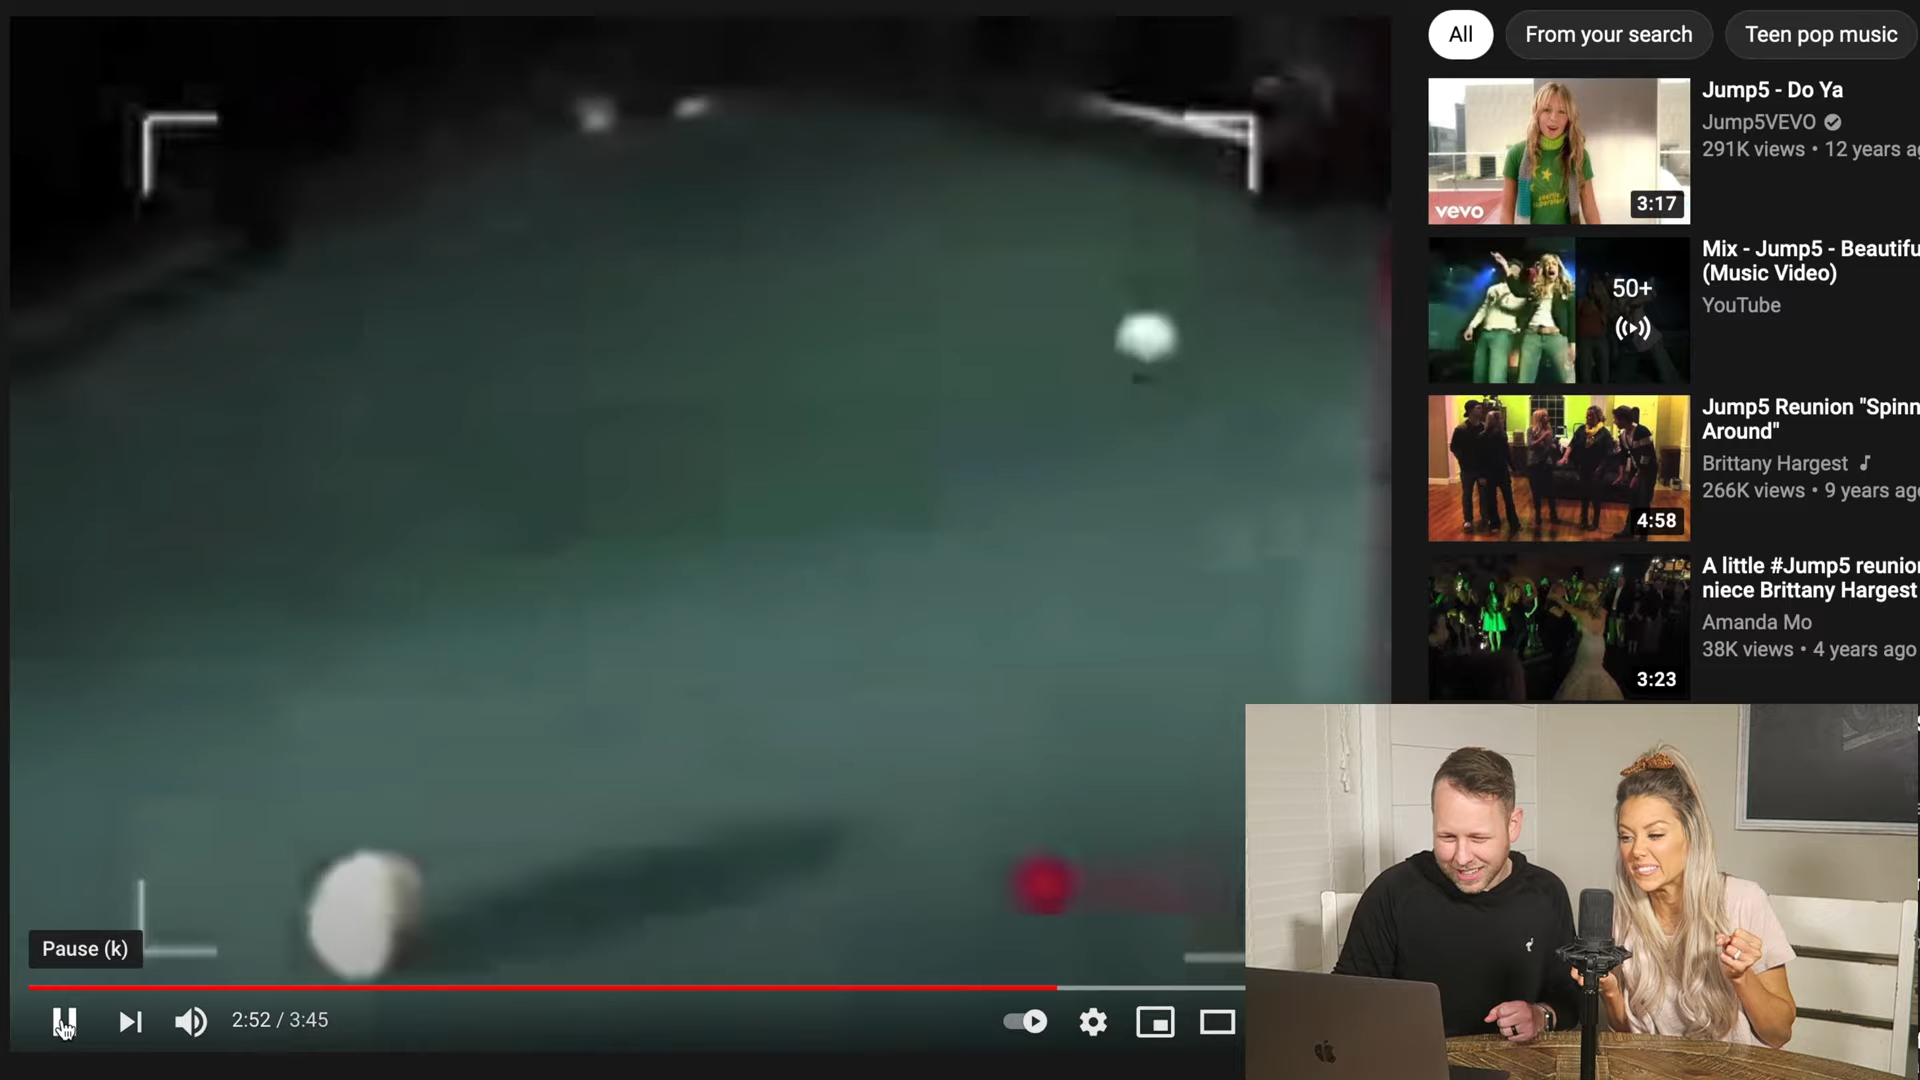 All
From your search
Teen pop music
Jump5 - Do Ya
Jump5VEVO
291K views • 12 years ag
vevo
3:17
Mix - Jump5 - Beautifu
(Music Video)
YouTube
50+
Jump5 Reunion "Spinn
Around"
Brittany Hargest
266K views • 9 years ago
4:58
A little #Jump5 reunion
niece Brittany Hargest
Amanda Mo
38K views • 4 years ago
3:23
Pause (k)
2:52 / 3:45